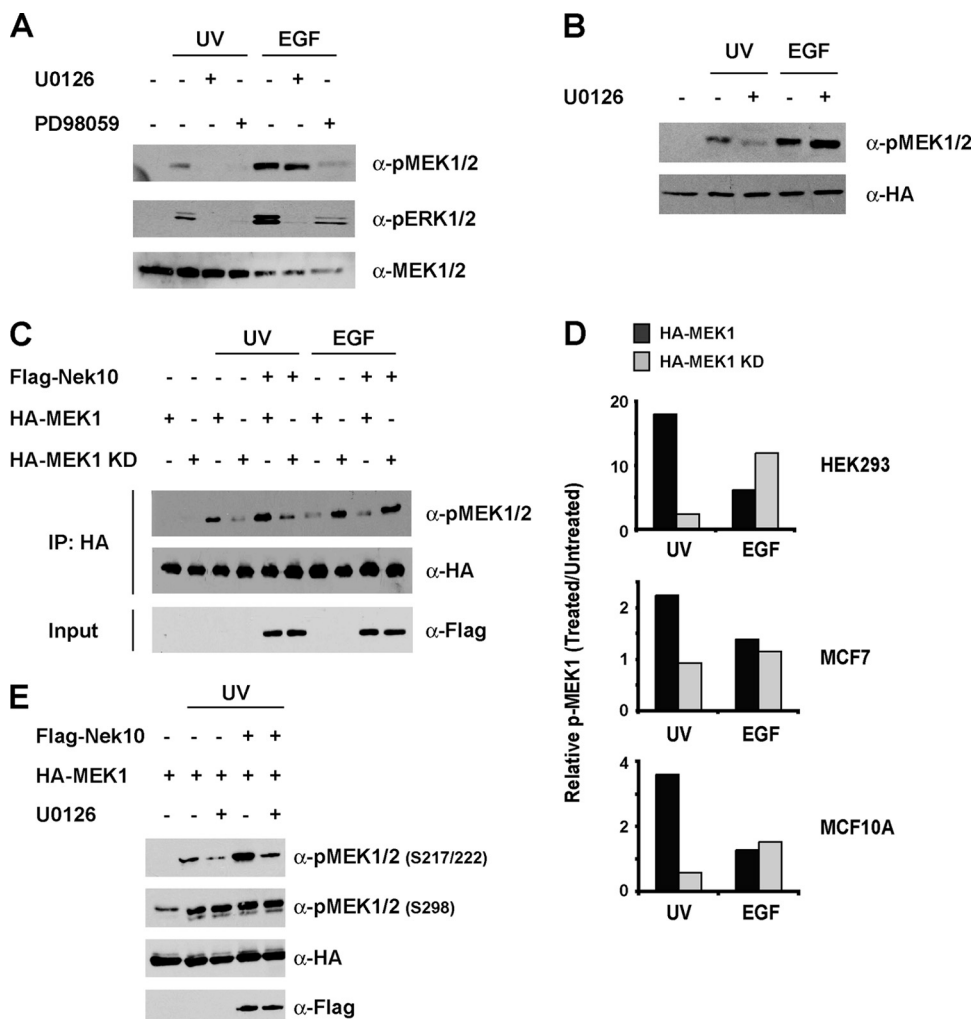 A
UV EGF
U0126 - - + - - + -
PD98059 - - - + - - +
α-pMEK1/2
α-pERK1/2
α-MEK1/2
B
UV EGF
U0126 - - + - +
α-pMEK1/2
α-HA
C
UV EGF
Flag-Nek10 - - - - + + - - + +
HA-MEK1 + - + - + - + - + -
HA-MEK1 KD - + - + - + - + - +
IP: HA
α-pMEK1/2
α-HA
Input
α-Flag
D
HA-MEK1
HA-MEK1 KD
Relative p-MEK1 (Treated/Untreated)
20
10
0
UV EGF
HEK293
2
1
0
UV EGF
MCF7
4
2
0
UV EGF
MCF10A
E
UV
Flag-Nek10 - - - + +
HA-MEK1 + + + + +
U0126 - - + - +
α-pMEK1/2 (S217/222)
α-pMEK1/2 (S298)
α-HA
α-Flag